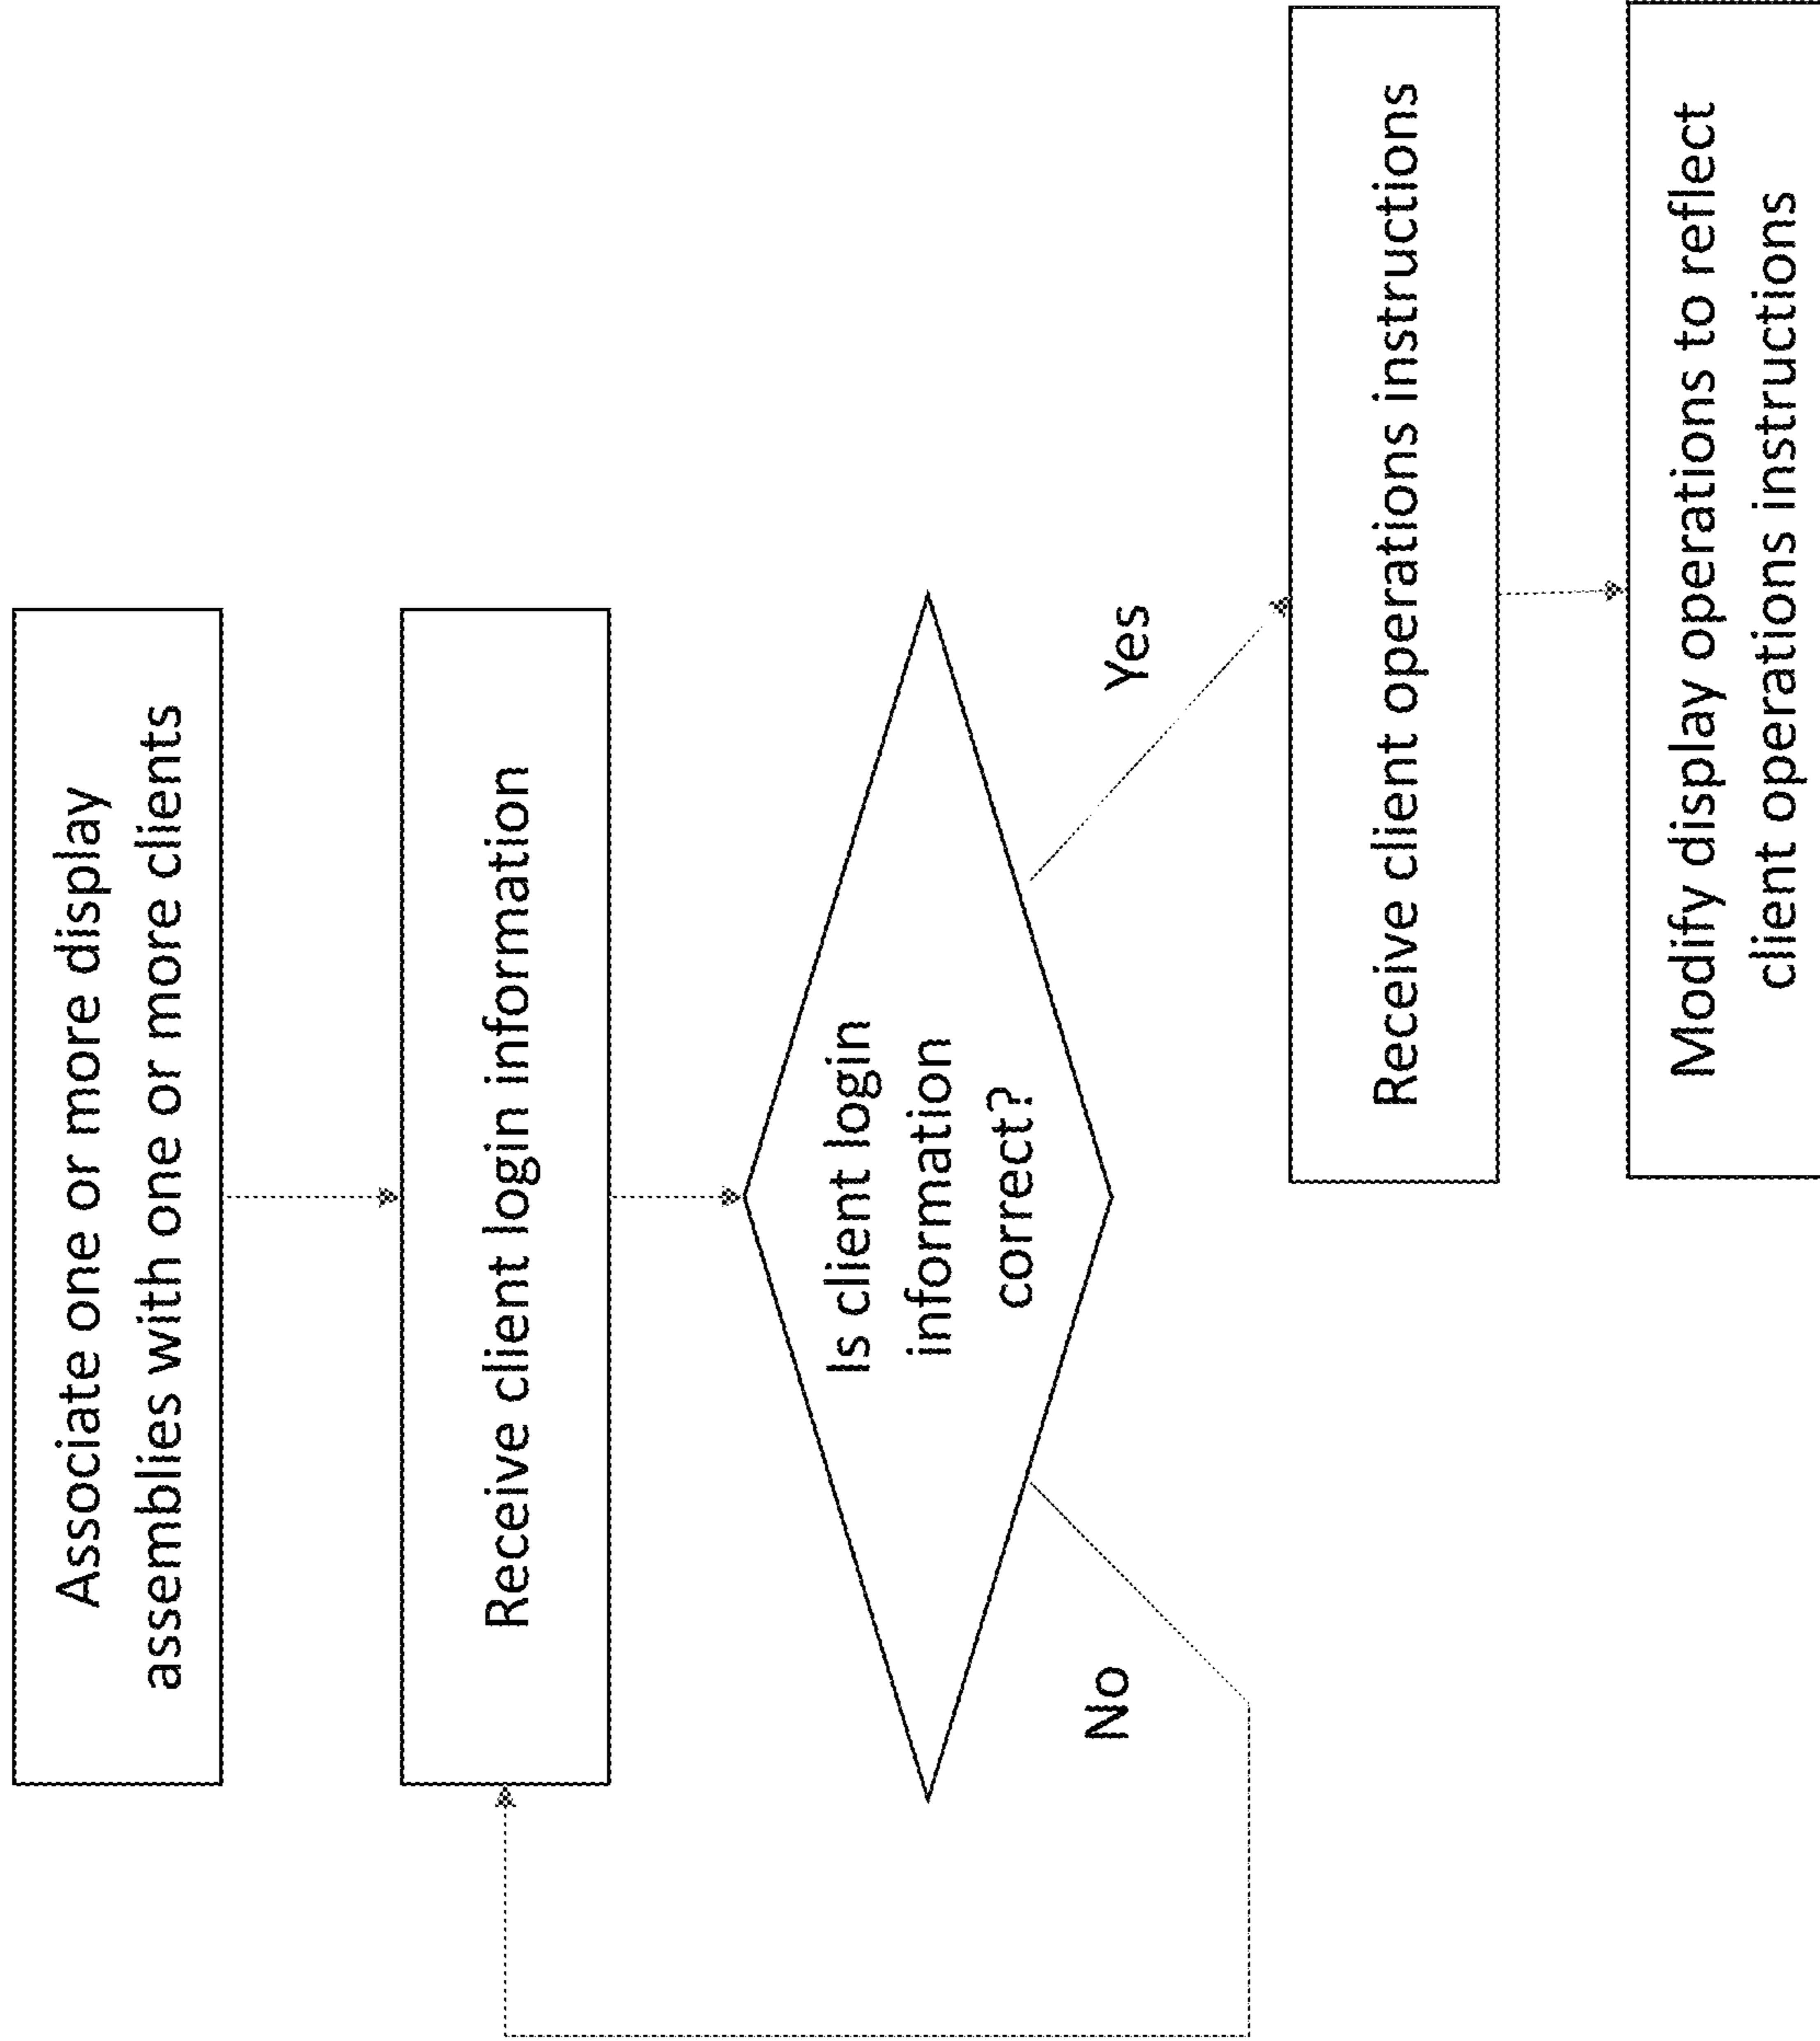 Associate one or more display
assemblies with one or more clients
Receive client login information
Is client login
information
correct?
No
Yes
Receive client operations instructions
Modify display operations to reflect
client operations instructions